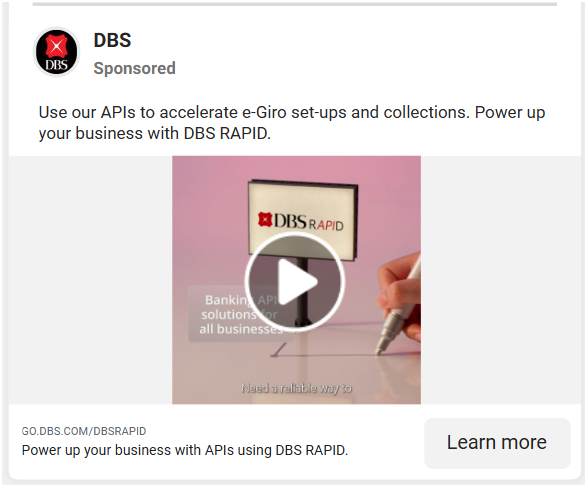 DBS
Sponsored
Use our APIs to accelerate e-Giro set-ups and collections. Power up
your business with DBS RAPID.
DBS RAPID
Banking API
solutions for
all businesses
Need a reliable way to
DBS
GO.DBS.COM/DBSRAPID
Power up your business with APIs using DBS RAPID.
Learn more